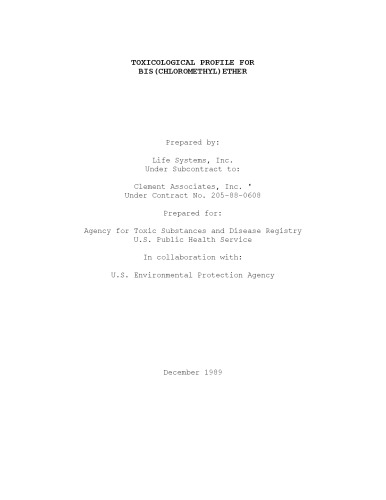 TOXICOLOGICAL PROFILE FOR
BIS(CHLOROMETHYL)ETHER
Prepared by:
Life Systems, Inc.
Under Subcontract to:
Clement Associates, Inc.
Under Contract No. 205-88-0608
Prepared for:
Agency for Toxic Substances and Disease Registry
U.S. Public Health Service
In collaboration with:
U.S. Environmental Protection Agency
December 1989